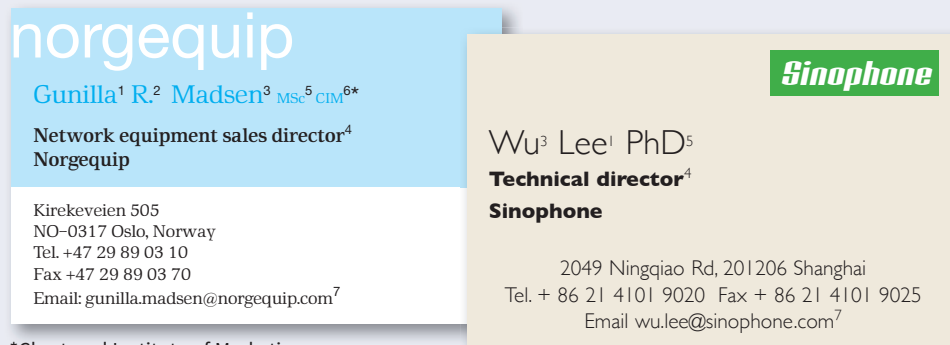 norgequip
Gunilla¹ R.² Madsen³ MSc⁵ CIM⁶*
Network equipment sales director⁴
Norgequip
Kirekeveien 505
NO–0317 Oslo, Norway
Tel. +47 29 89 03 10
Fax +47 29 89 03 70
Email: gunilla.madsen@norgequip.com⁷
Sinophone
Wu³ Lee¹ PhD⁵
Technical director⁴
Sinophone
2049 Ningqiao Rd, 201206 Shanghai
Tel. + 86 21 4101 9020 Fax + 86 21 4101 9025
Email wu.lee@sinophone.com⁷